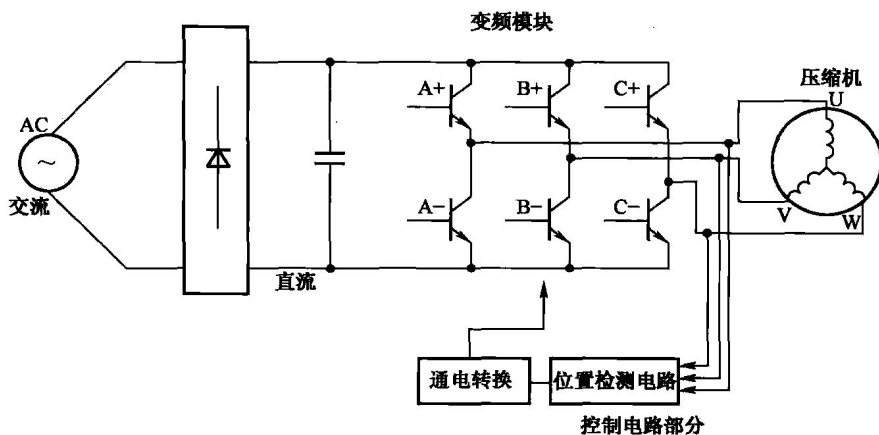 变频模块
压缩机
U
A+
B+
C+
AC
~
交流
A−
B−
C−
V
W
直流
通电转换
位置检测电路
控制电路部分